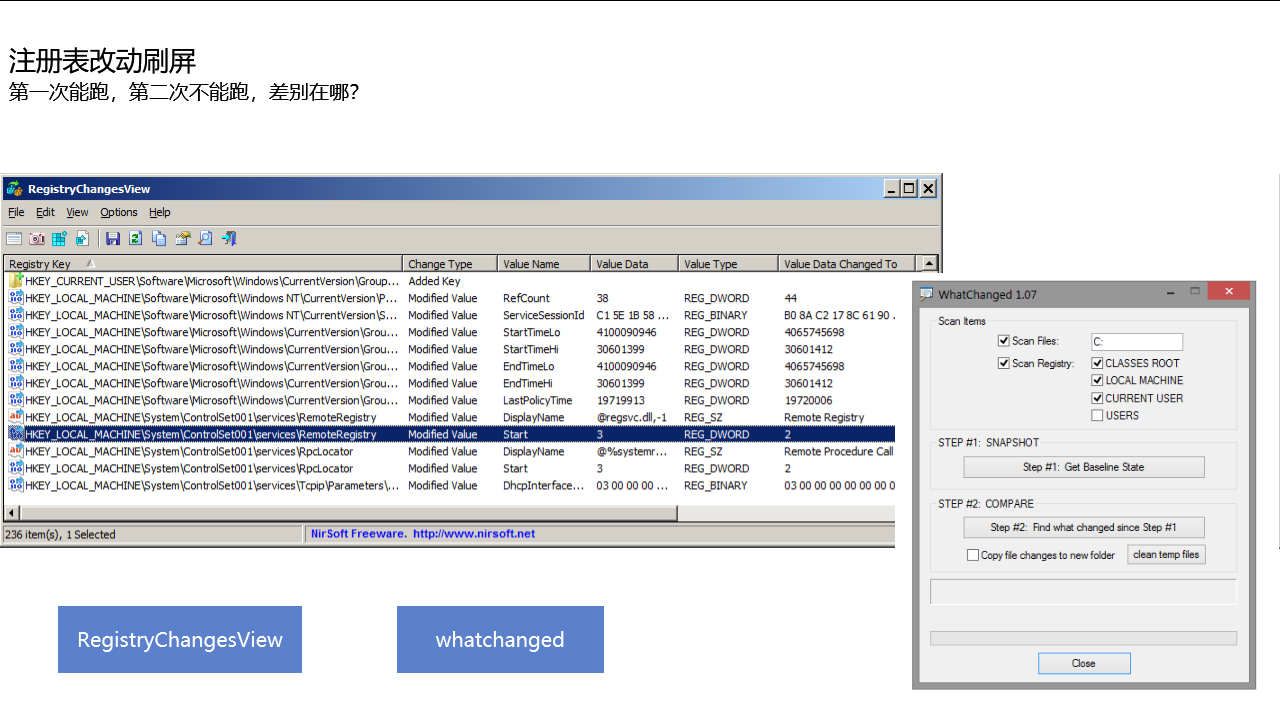 注册表改动刷屏
第一次能跑，第二次不能跑，差别在哪？
RegistryChangesView
File Edit View Options Help
Registry Key Change Type Value Name Value Data Value Type Value Data Changed To
HKEY_CURRENT_USER\Software\Microsoft\Windows\CurrentVersion\Group... Added Key
HKEY_LOCAL_MACHINE\Software\Microsoft\Windows NT\CurrentVersion\P... Modified Value RefCount 38 REG_DWORD 44
HKEY_LOCAL_MACHINE\Software\Microsoft\Windows NT\CurrentVersion\S... Modified Value ServiceSessionId C1 5E 1B 58 ... REG_BINARY B0 8A C2 17 8C 61 90 .
HKEY_LOCAL_MACHINE\Software\Microsoft\Windows\CurrentVersion\Grou... Modified Value StartTimeLo 4100090946 REG_DWORD 4065745698
HKEY_LOCAL_MACHINE\Software\Microsoft\Windows\CurrentVersion\Grou... Modified Value StartTimeHi 30601399 REG_DWORD 30601412
HKEY_LOCAL_MACHINE\Software\Microsoft\Windows\CurrentVersion\Grou... Modified Value EndTimeLo 4100090946 REG_DWORD 4065745698
HKEY_LOCAL_MACHINE\Software\Microsoft\Windows\CurrentVersion\Grou... Modified Value EndTimeHi 30601399 REG_DWORD 30601412
HKEY_LOCAL_MACHINE\Software\Microsoft\Windows\CurrentVersion\Grou... Modified Value LastPolicyTime 19719913 REG_DWORD 19720006
HKEY_LOCAL_MACHINE\System\ControlSet001\services\RemoteRegistry Modified Value DisplayName @regsvc.dll,-1 REG_SZ Remote Registry
HKEY_LOCAL_MACHINE\System\ControlSet001\services\RemoteRegistry Modified Value Start 3 REG_DWORD 2
HKEY_LOCAL_MACHINE\System\ControlSet001\services\RpcLocator Modified Value DisplayName @%systemr... REG_SZ Remote Procedure Call
HKEY_LOCAL_MACHINE\System\ControlSet001\services\RpcLocator Modified Value Start 3 REG_DWORD 2
HKEY_LOCAL_MACHINE\System\ControlSet001\services\Tcpip\Parameters\... Modified Value DhcpInterface... 03 00 00 00 ... REG_BINARY 03 00 00 00 00 00 00 0
236 item(s), 1 Selected NirSoft Freeware. http://www.nirsoft.net
WhatChanged 1.07
Scan Items
Scan Files: C:
Scan Registry: CLASSES ROOT
LOCAL MACHINE
CURRENT USER
USERS
STEP #1: SNAPSHOT
Step #1: Get Baseline State
STEP #2: COMPARE
Step #2: Find what changed since Step #1
Copy file changes to new folder clean temp files
Close
RegistryChangesView
whatchanged